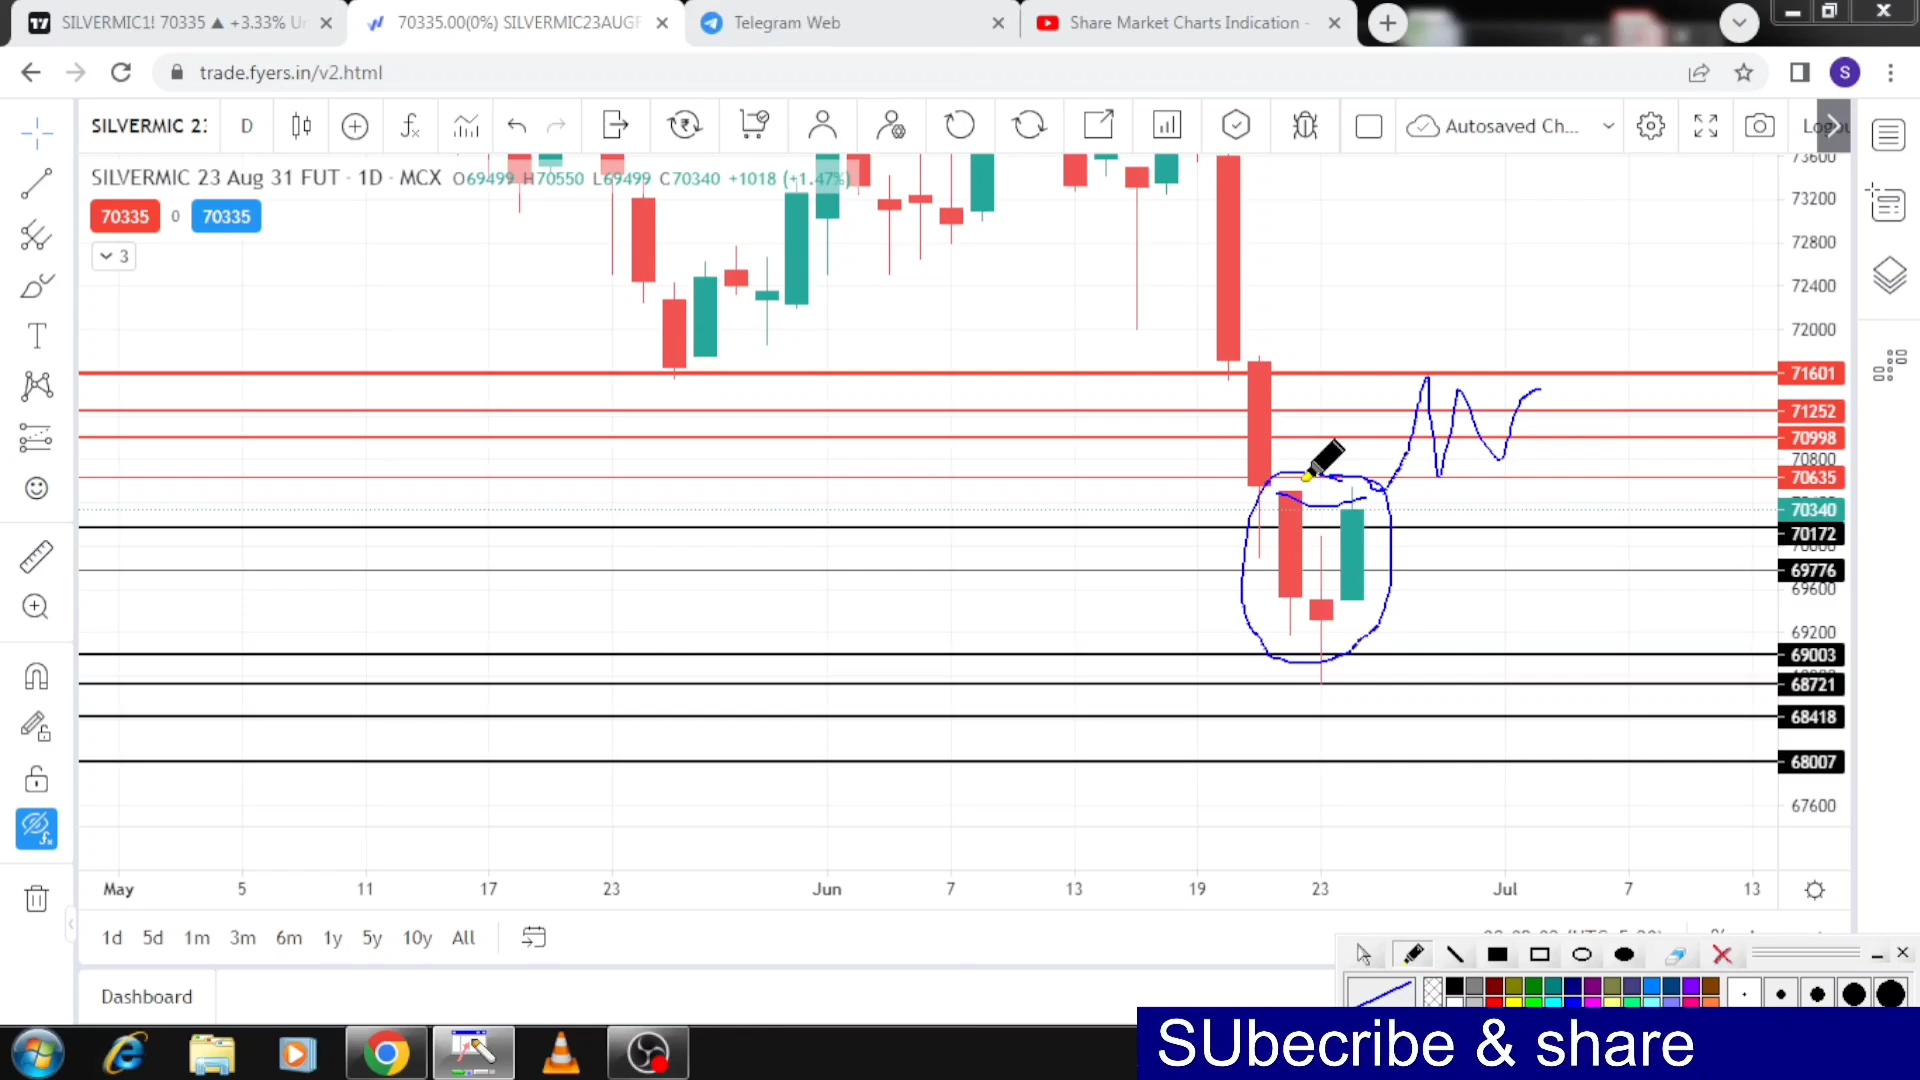 SILVERMIC1! 70335 ▲ +3.33% Un
70335.00(0%) SILVERMIC23AUGF
Telegram Web
Share Market Charts Indication -
trade.fyers.in/v2.html
S
SILVERMIC 23
D
Autosaved Ch...
SILVERMIC 23 Aug 31 FUT · 1D · MCX O69499 H70550 L69499 C70340 +1018 (+1.47%)
70335 0 70335
3
73600
73200
72800
72400
72000
71601
71252
70998
70800
70635
70340
70172
70000
69776
69600
69200
69003
68721
68418
68007
67600
May 5 11 17 23 Jun 7 13 19 23 Jul 7 13
1d 5d 1m 3m 6m 1y 5y 10y All
Dashboard
SUbecribe & share